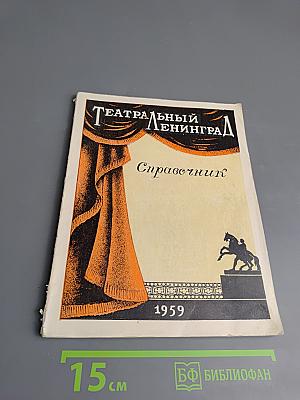 Театральный
Ленинград
Справочник
1959
15 см
БФ БИБЛИОФАН